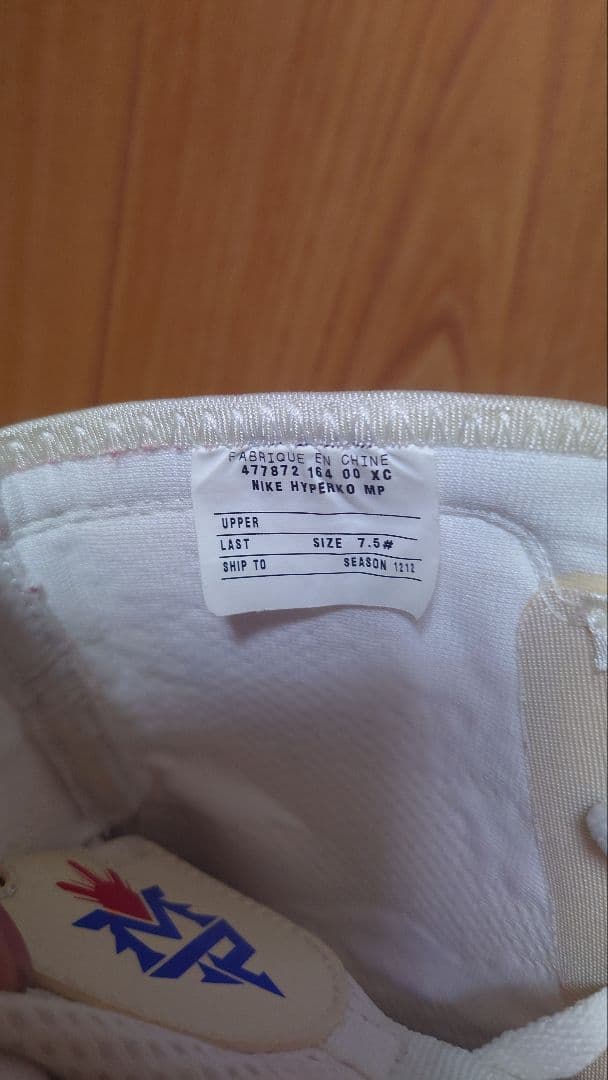 FABRIQUE EN CHINE
477872 164 00 XC
NIKE HYPERKO MP
UPPER
LAST SIZE 7.5#
SHIP TO SEASON 1212
MP